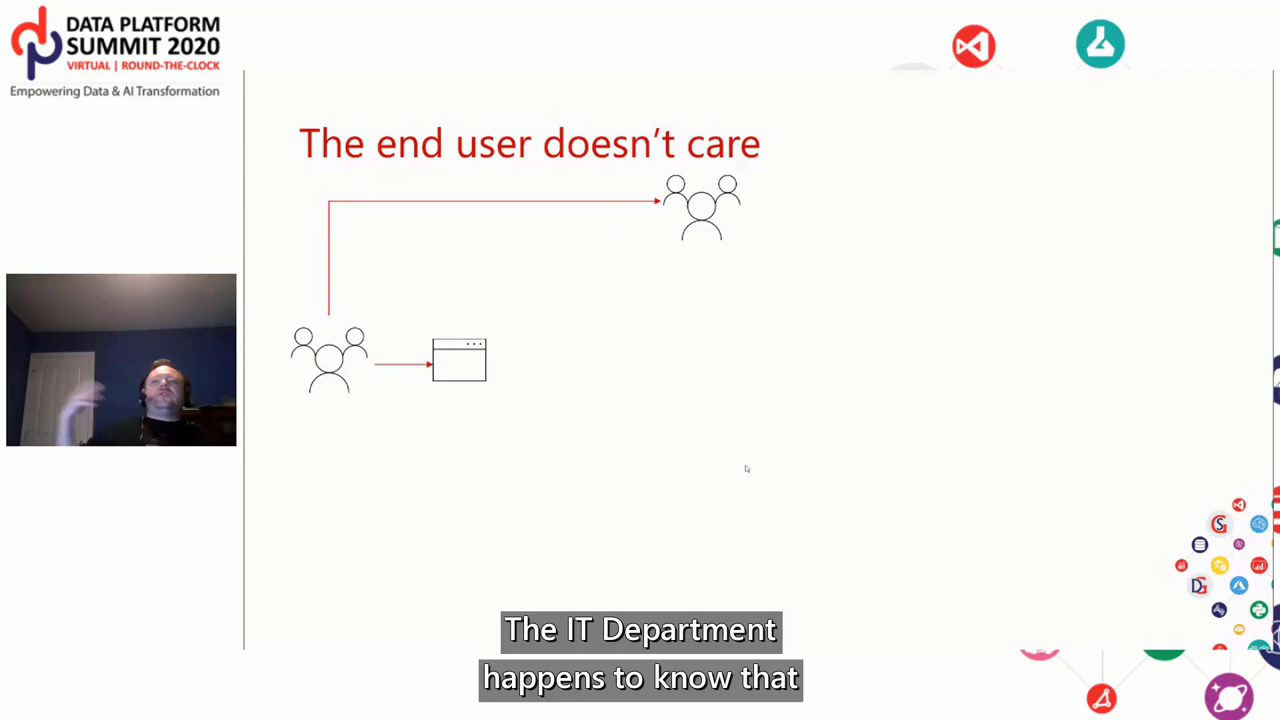 DATA PLATFORM
SUMMIT 2020
VIRTUAL | ROUND-THE-CLOCK
Empowering Data & AI Transformation
The end user doesn't care
The IT Department
happens to know that